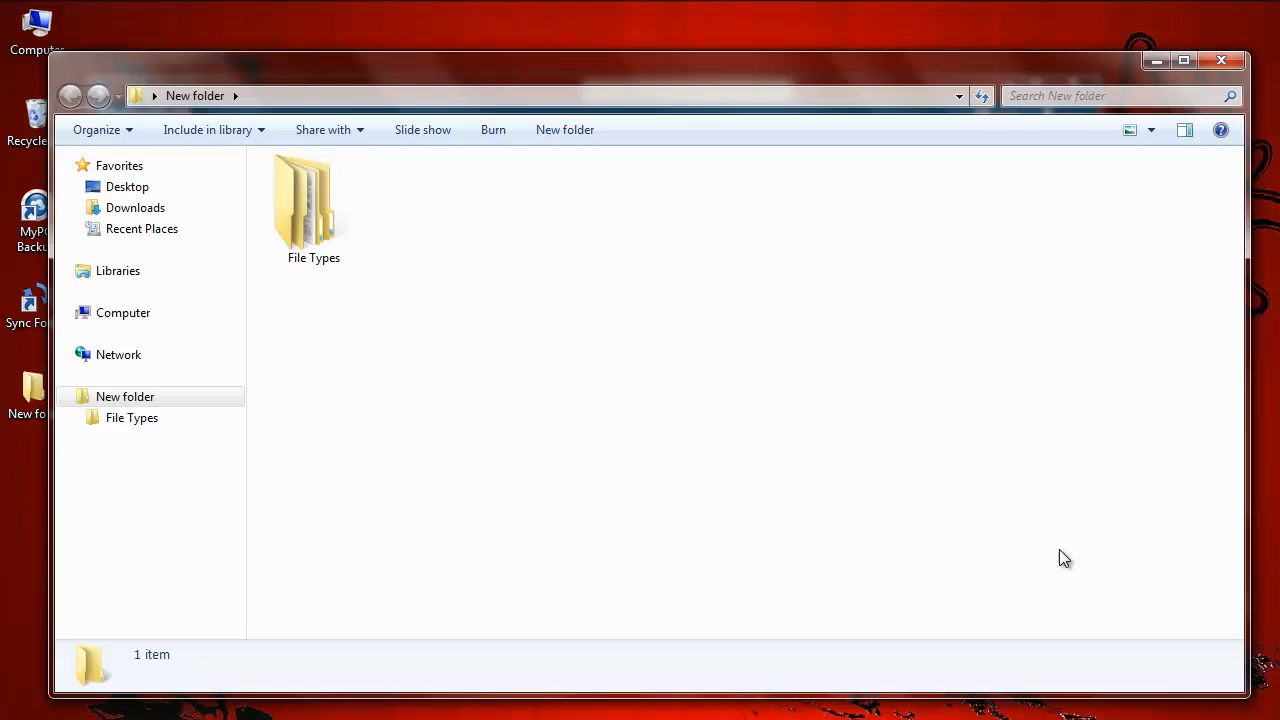 Computer
Recycle
MyPC
Backu
Sync Fo
New fo
New folder
Search New folder
Organize
Include in library
Share with
Slide show
Burn
New folder
Favorites
Desktop
Downloads
Recent Places
Libraries
Computer
Network
New folder
File Types
File Types
1 item